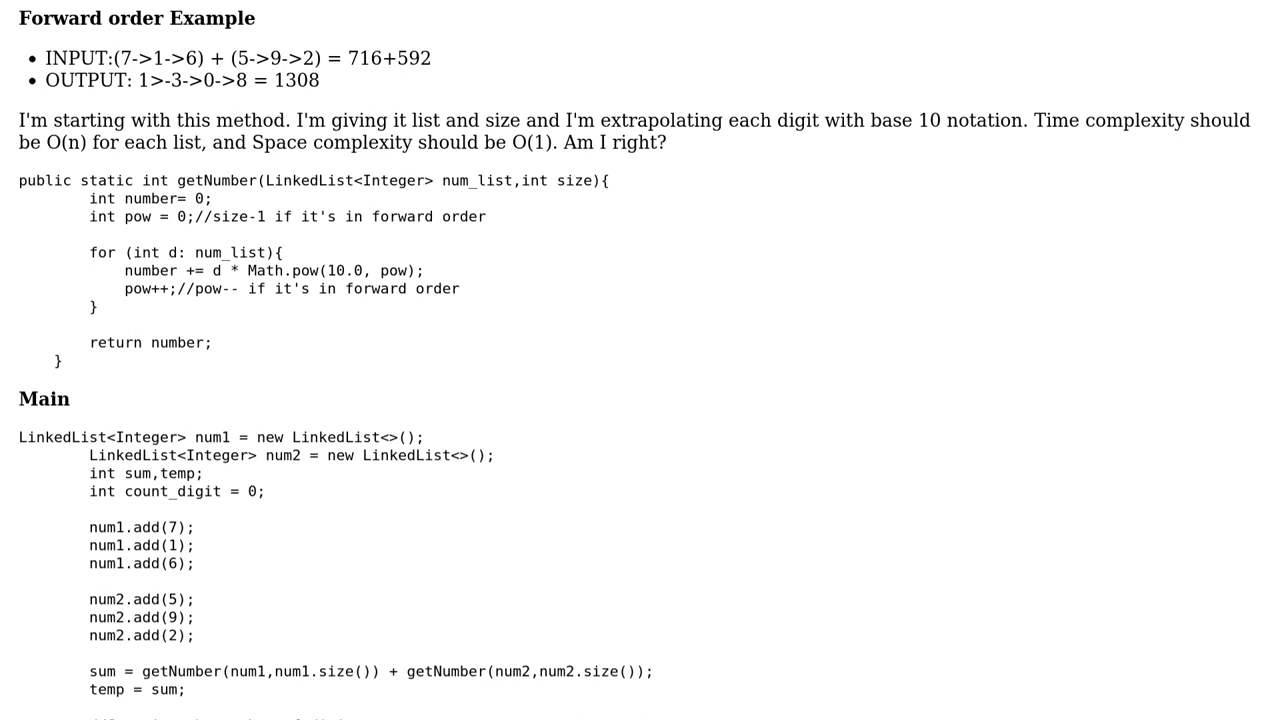 Forward order Example
• INPUT:(7->1->6) + (5->9->2) = 716+592
• OUTPUT: 1>-3->0->8 = 1308
I'm starting with this method. I'm giving it list and size and I'm extrapolating each digit with base 10 notation. Time complexity should
be O(n) for each list, and Space complexity should be O(1). Am I right?
public static int getNumber(LinkedList<Integer> num_list,int size){
        int number= 0;
        int pow = 0;//size-1 if it's in forward order
        for (int d: num_list){
            number += d * Math.pow(10.0, pow);
            pow++;//pow-- if it's in forward order
        }
        return number;
    }
Main
LinkedList<Integer> num1 = new LinkedList<>();
        LinkedList<Integer> num2 = new LinkedList<>();
        int sum,temp;
        int count_digit = 0;
        num1.add(7);
        num1.add(1);
        num1.add(6);
        num2.add(5);
        num2.add(9);
        num2.add(2);
        sum = getNumber(num1,num1.size()) + getNumber(num2,num2.size());
        temp = sum;